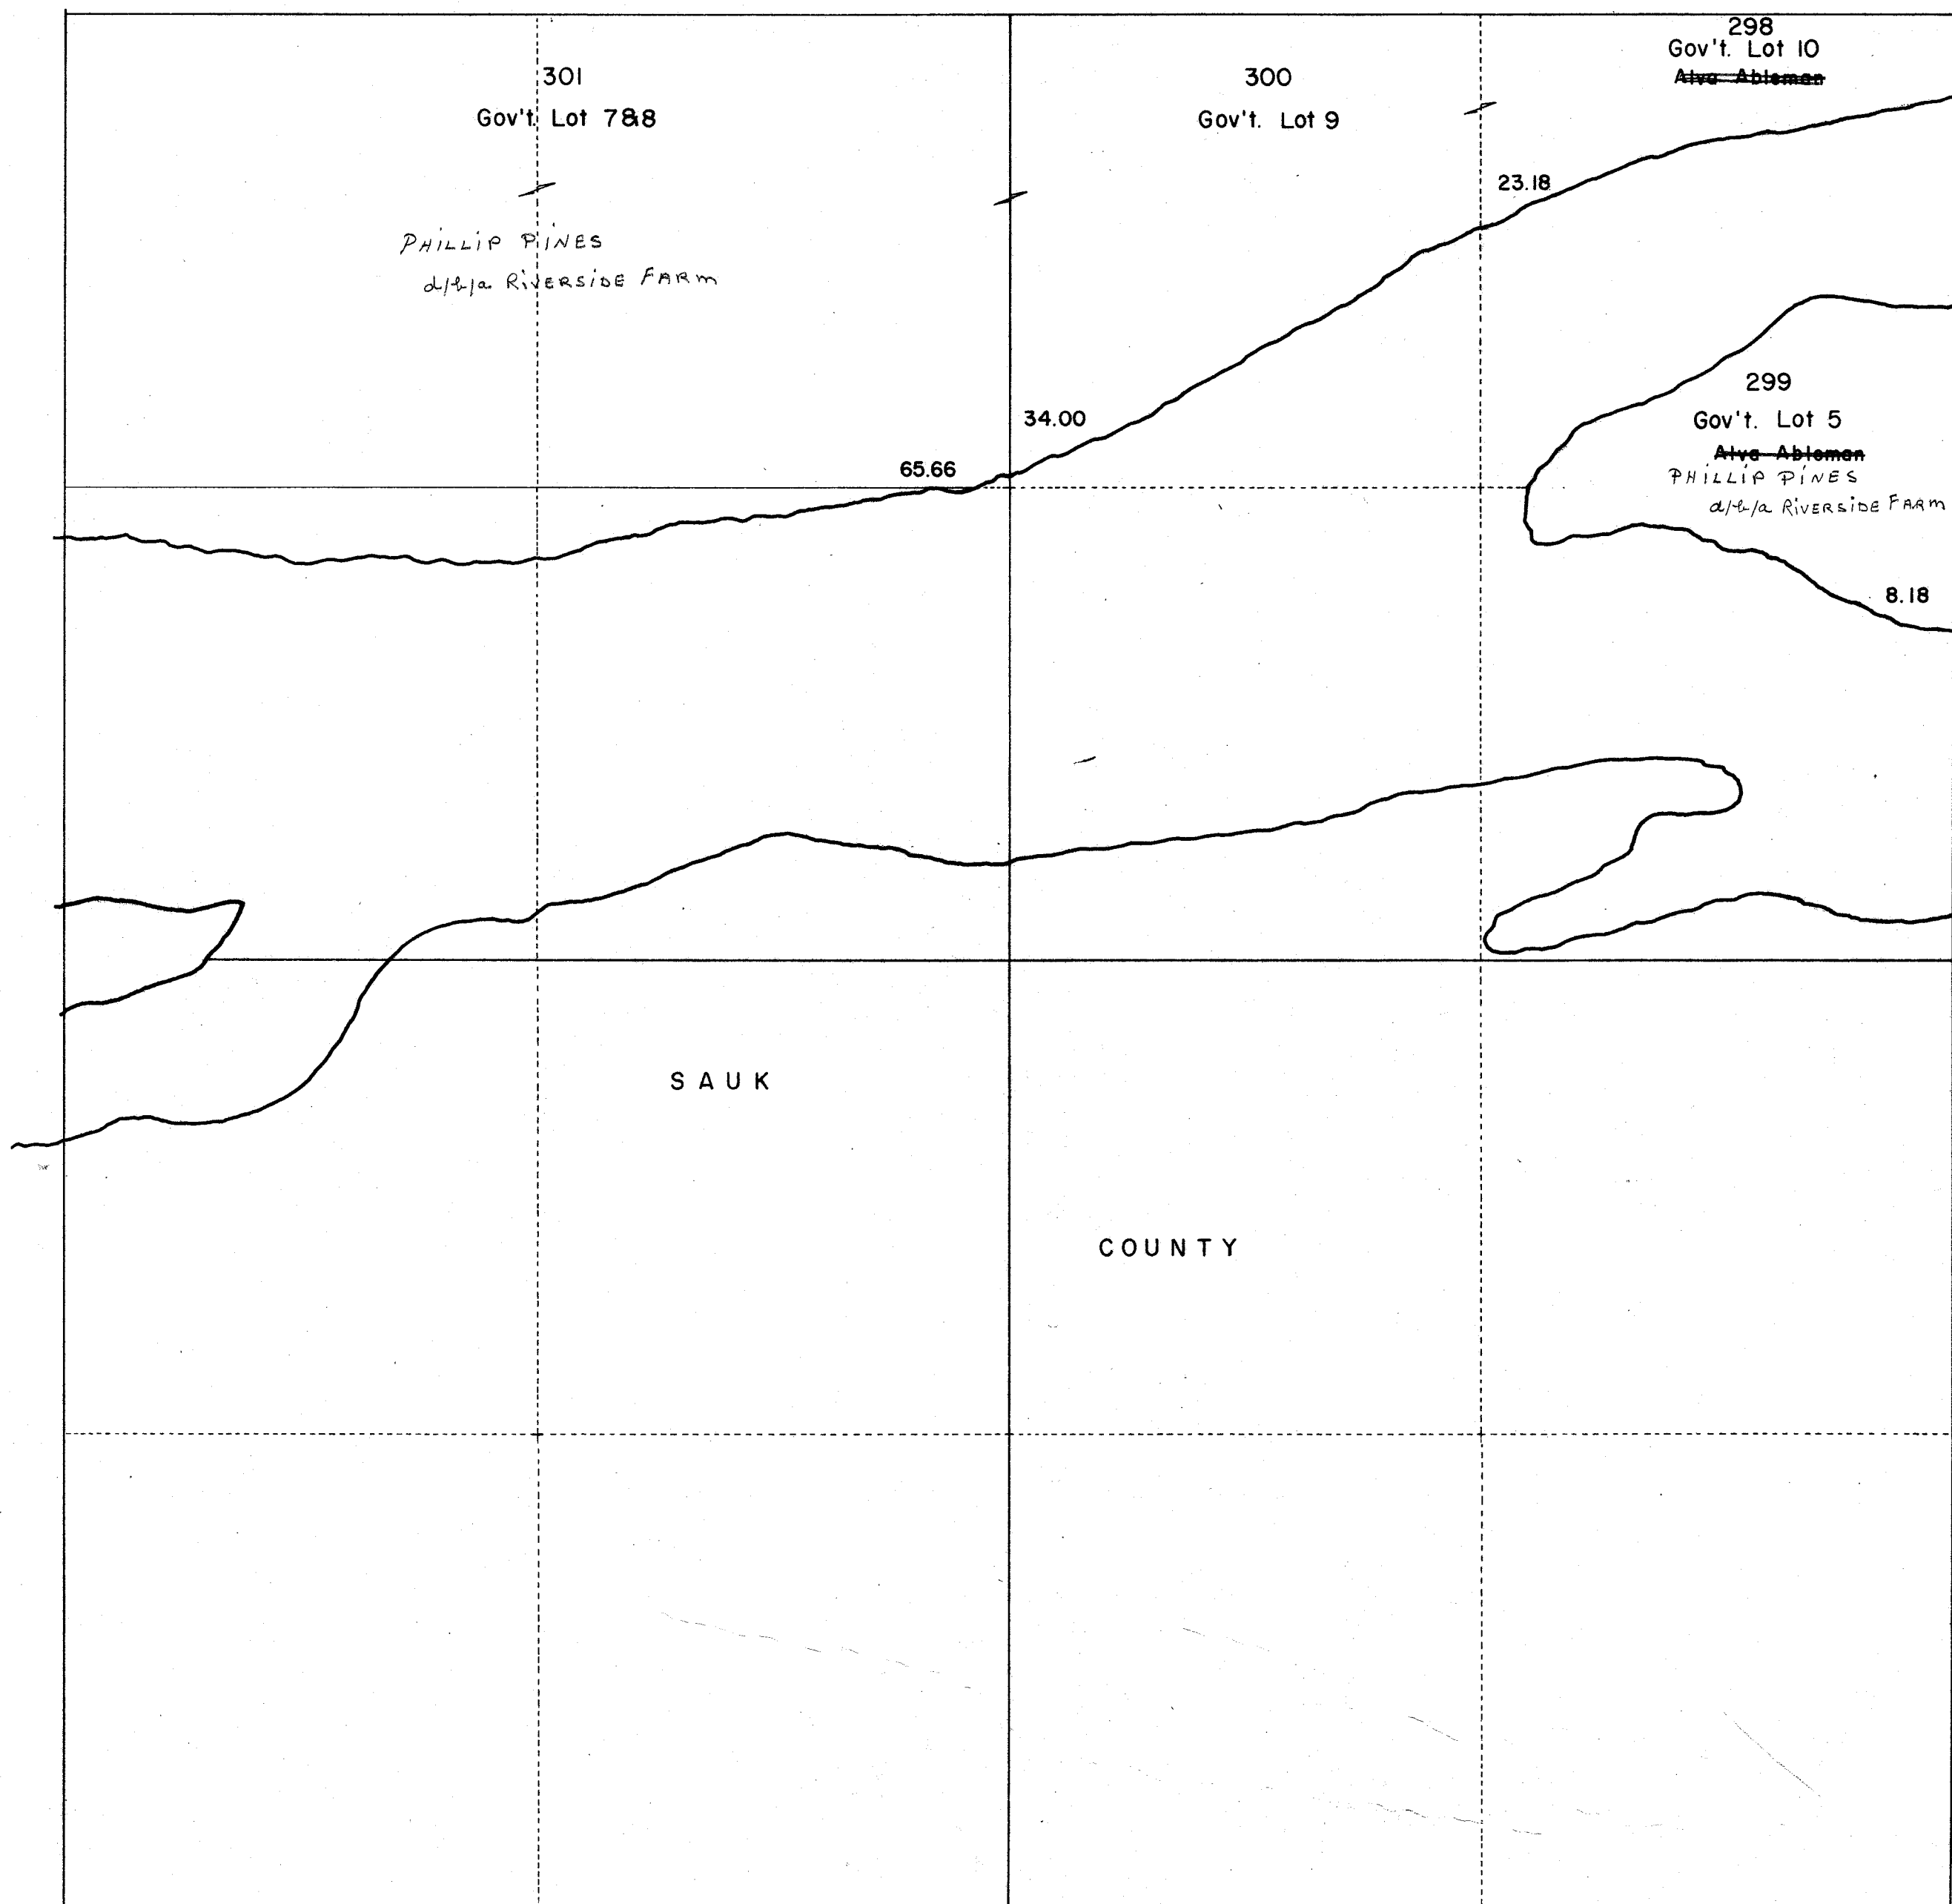 298
Gov't. Lot 10
Alva Ableman
301
Gov't. Lot 7&8
300
Gov't. Lot 9
23.18
PHILLIP PINES
d/b/a RIVERSIDE FARM
299
Gov't. Lot 5
Alva Ableman
PHILLIP PINES
d/b/a RIVERSIDE FARM
34.00
65.66
8.18
SAUK
COUNTY